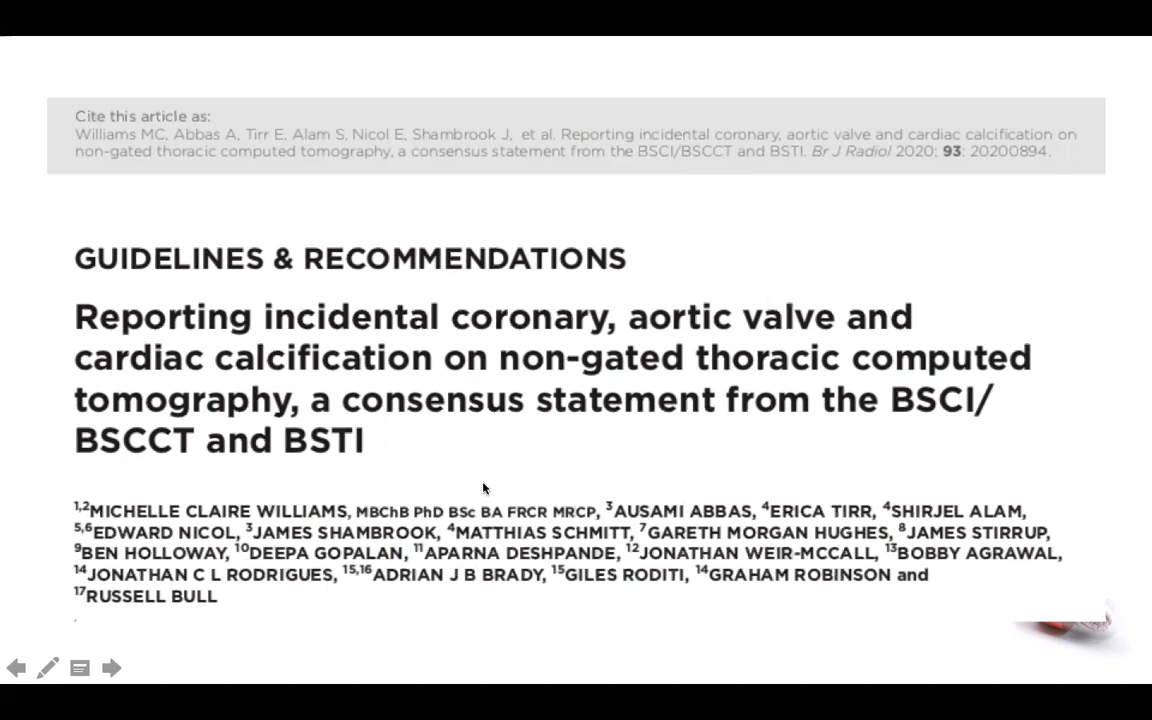 Cite this article as:
Williams MC, Abbas A, Tirr E, Alam S, Nicol E, Shambrook J, et al. Reporting incidental coronary, aortic valve and cardiac calcification on
non-gated thoracic computed tomography, a consensus statement from the BSCI/BSCCT and BSTI. Br J Radiol 2020; 93: 20200894.
GUIDELINES & RECOMMENDATIONS
Reporting incidental coronary, aortic valve and
cardiac calcification on non-gated thoracic computed
tomography, a consensus statement from the BSCI/
BSCCT and BSTI
1,2MICHELLE CLAIRE WILLIAMS, MBChB PhD BSc BA FRCR MRCP, 3AUSAMI ABBAS, 4ERICA TIRR, 4SHIRJEL ALAM,
5,6EDWARD NICOL, 3JAMES SHAMBROOK, 4MATTHIAS SCHMITT, 7GARETH MORGAN HUGHES, 8JAMES STIRRUP,
9BEN HOLLOWAY, 10DEEPA GOPALAN, 11APARNA DESHPANDE, 12JONATHAN WEIR-MCCALL, 13BOBBY AGRAWAL,
14JONATHAN C L RODRIGUES, 15,16ADRIAN J B BRADY, 15GILES RODITI, 14GRAHAM ROBINSON and
17RUSSELL BULL